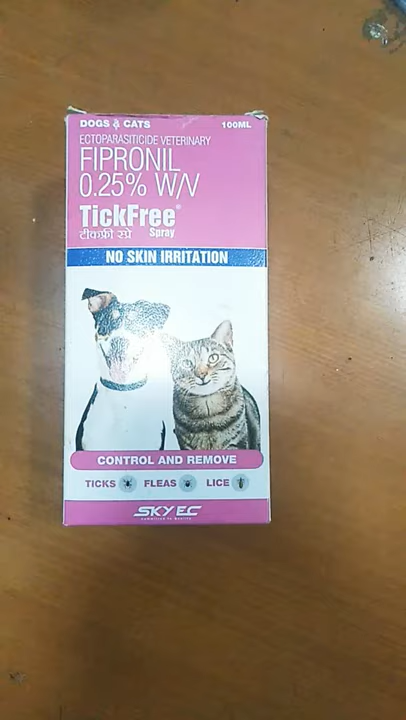 DOGS & CATS 100ML
ECTOPARASITICIDE VETERINARY
FIPRONIL
0.25% W/V
TickFree®
टीकफ्री स्प्रे Spray
NO SKIN IRRITATION
CONTROL AND REMOVE
TICKS FLEAS LICE
SKYEC